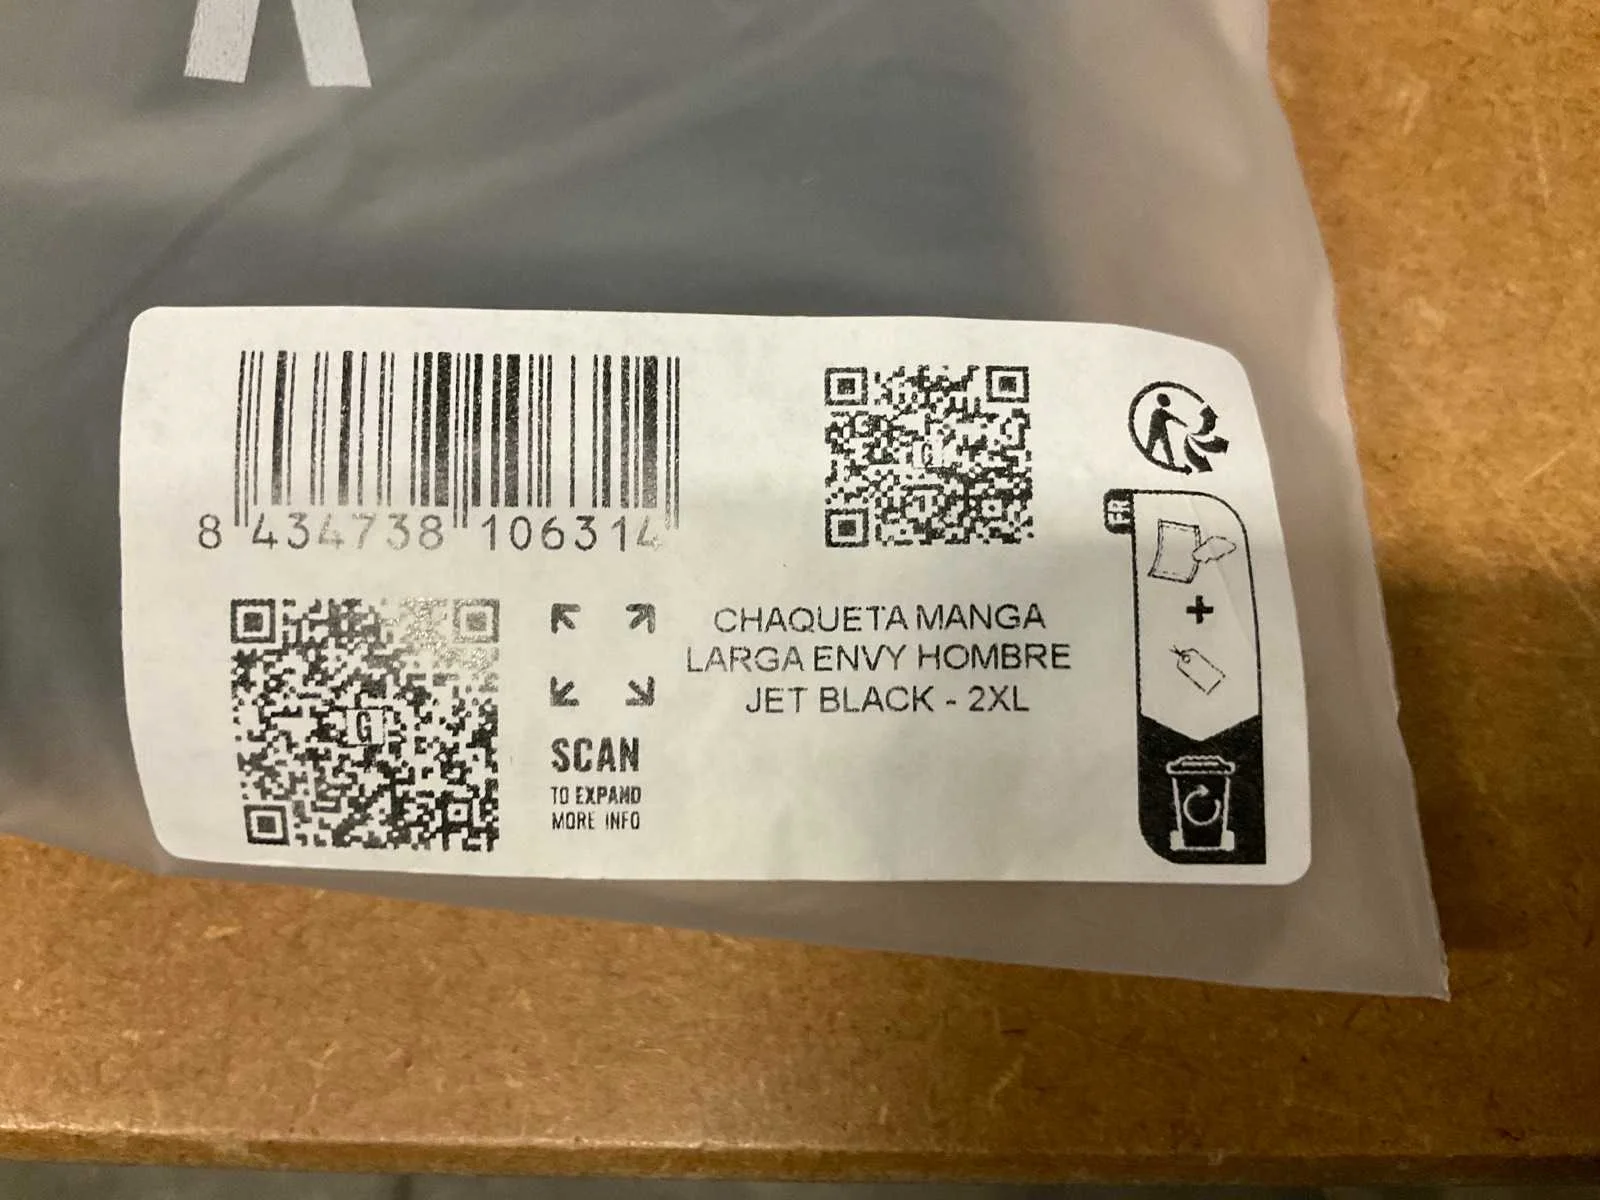 8 434738 106314
CHAQUETA MANGA
LARGA ENVY HOMBRE
JET BLACK - 2XL
G
SCAN
TO EXPAND
MORE INFO
FR
+